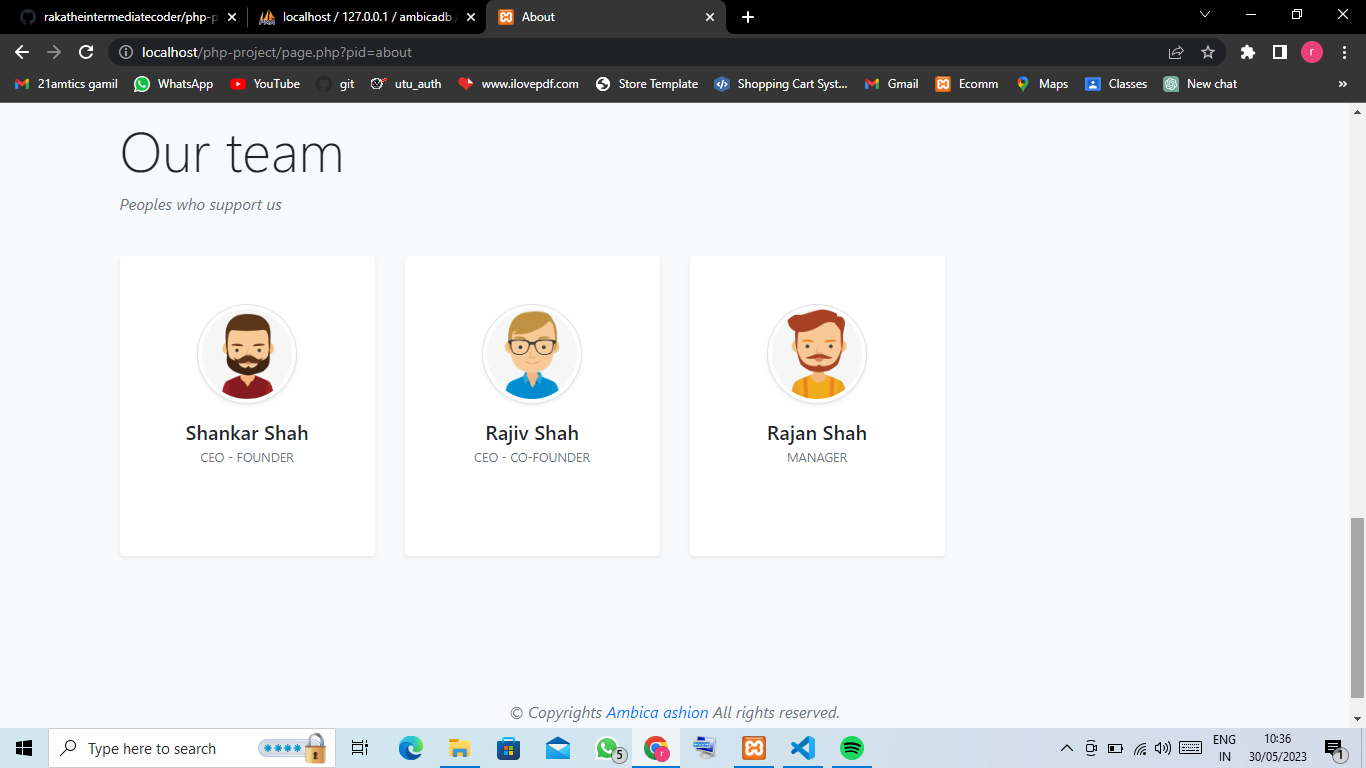 rakatheintermediatecoder/php-p
localhost / 127.0.0.1 / ambicadb
About
localhost/php-project/page.php?pid=about
r
21amtics gamil
WhatsApp
YouTube
git
utu_auth
www.ilovepdf.com
Store Template
Shopping Cart Syst...
Gmail
Ecomm
Maps
Classes
New chat
»
Our team
Peoples who support us
Shankar Shah
CEO - FOUNDER
Rajiv Shah
CEO - CO-FOUNDER
Rajan Shah
MANAGER
© Copyrights Ambica ashion All rights reserved.
Type here to search
5
r
ENG
IN
10:36
30/05/2023
1